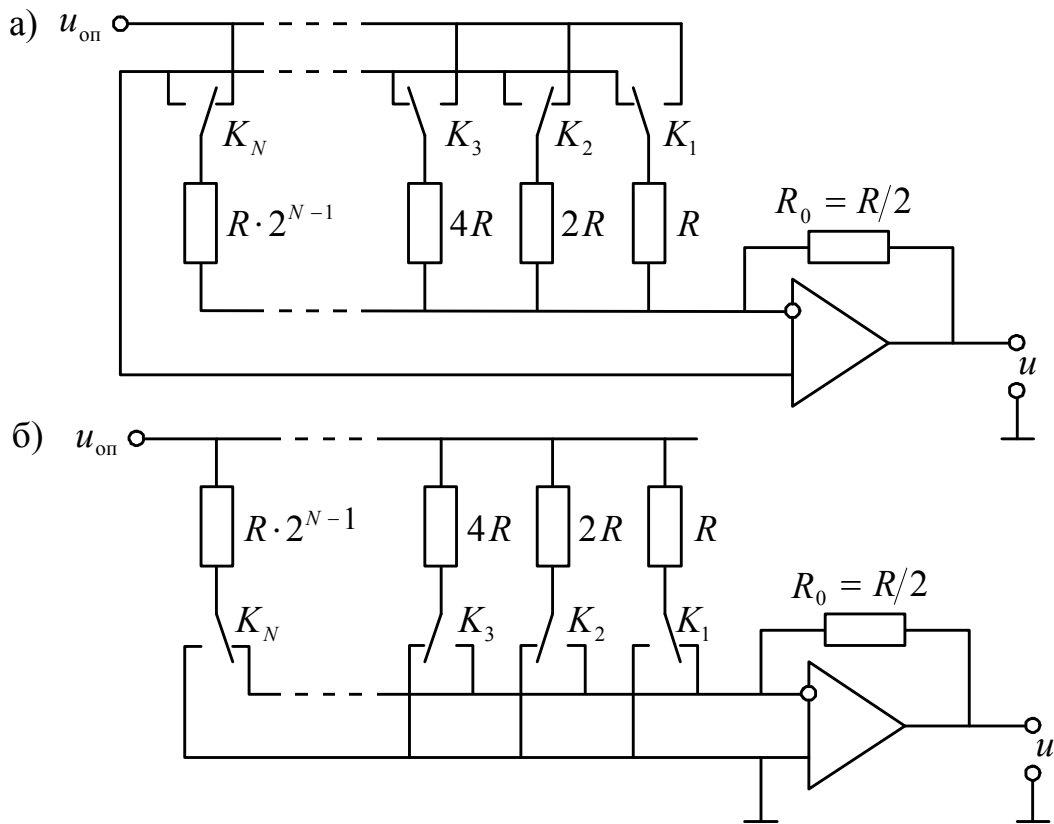 а) u_оп
K_N K_3 K_2 K_1
R·2^{N-1} 4R 2R R
R_0 = R/2
u
б) u_оп
R·2^{N-1} 4R 2R R
R_0 = R/2
K_N K_3 K_2 K_1
u